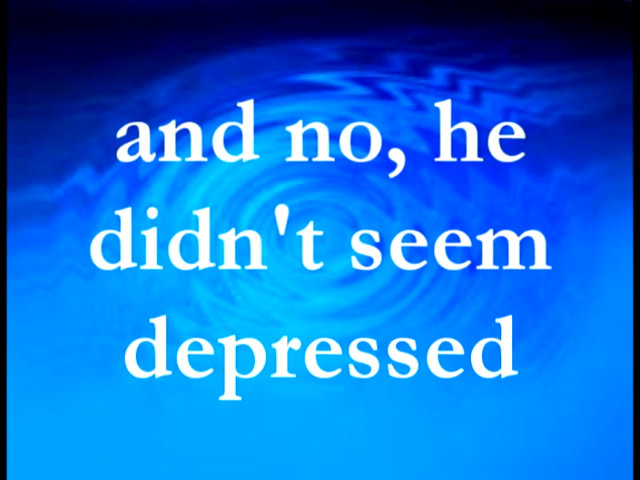 and no, he
didn't seem
depressed